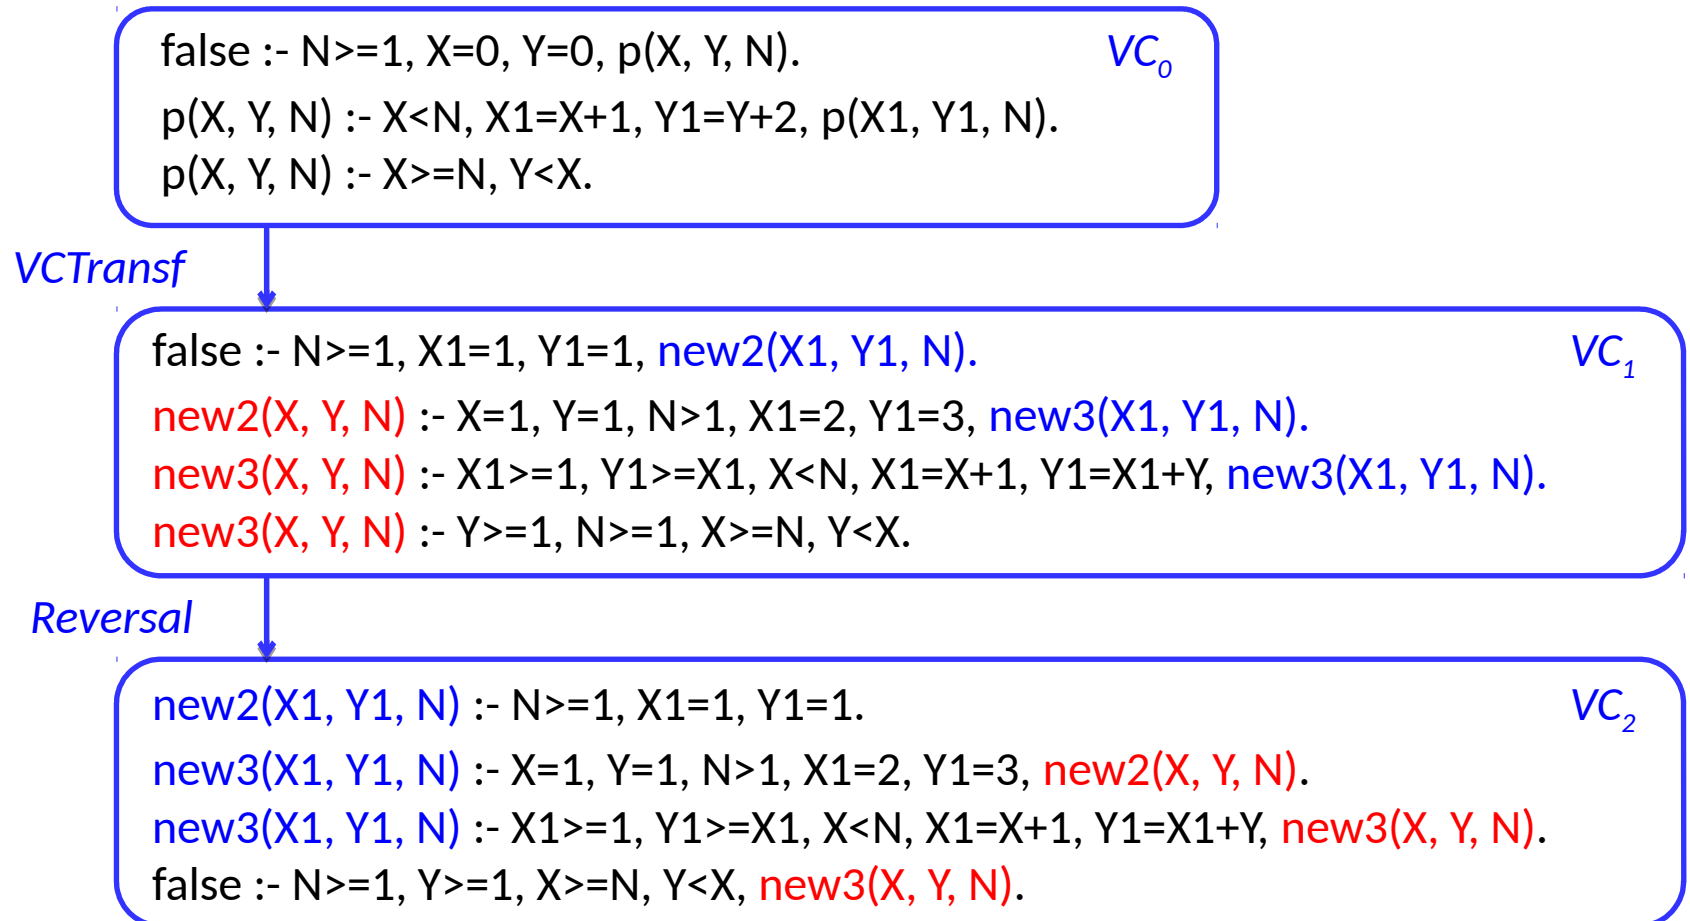 false :- N>=1, X=0, Y=0, p(X, Y, N). VC0
p(X, Y, N) :- X<N, X1=X+1, Y1=Y+2, p(X1, Y1, N).
p(X, Y, N) :- X>=N, Y<X.
VCTransf
false :- N>=1, X1=1, Y1=1, new2(X1, Y1, N). VC1
new2(X, Y, N) :- X=1, Y=1, N>1, X1=2, Y1=3, new3(X1, Y1, N).
new3(X, Y, N) :- X1>=1, Y1>=X1, X<N, X1=X+1, Y1=X1+Y, new3(X1, Y1, N).
new3(X, Y, N) :- Y>=1, N>=1, X>=N, Y<X.
Reversal
new2(X1, Y1, N) :- N>=1, X1=1, Y1=1. VC2
new3(X1, Y1, N) :- X=1, Y=1, N>1, X1=2, Y1=3, new2(X, Y, N).
new3(X1, Y1, N) :- X1>=1, Y1>=X1, X<N, X1=X+1, Y1=X1+Y, new3(X, Y, N).
false :- N>=1, Y>=1, X>=N, Y<X, new3(X, Y, N).